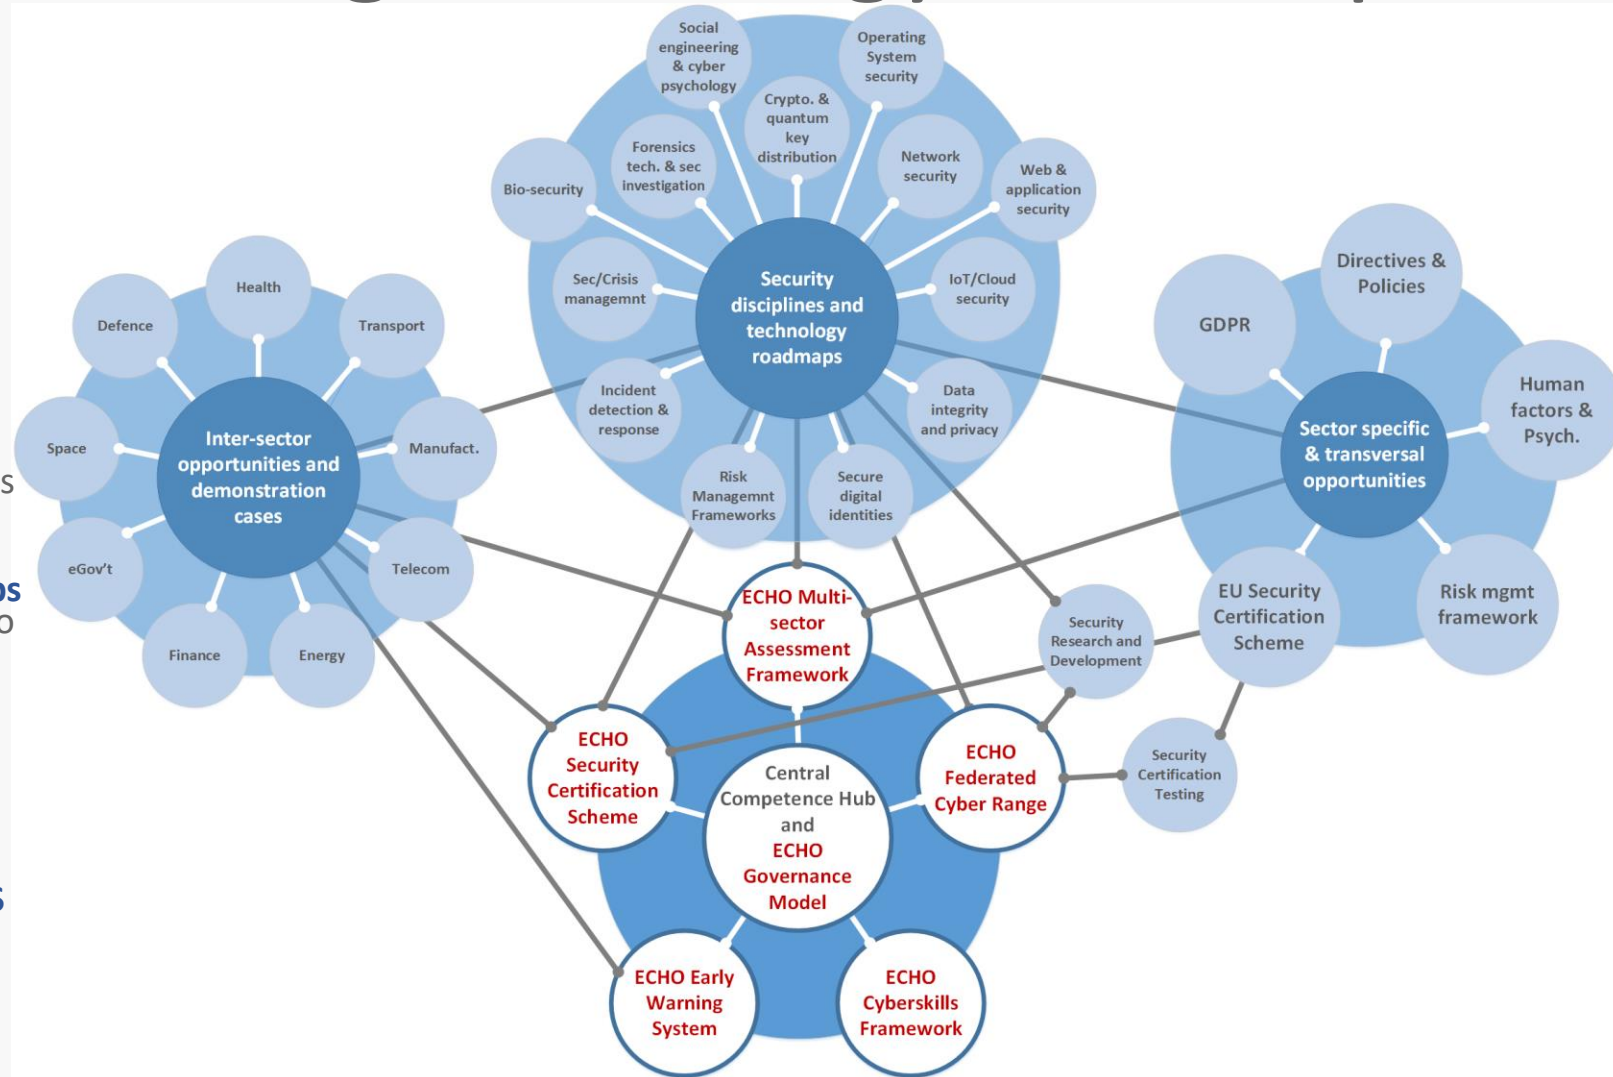 Social
engineering
& cyber
psychology
Operating
System
security
Crypto. &
quantum
key
distribution
Forensics
tech. & sec
investigation
Network
security
Bio-security
Web &
application
security
Sec/Crisis
managemnt
IoT/Cloud
security
Security
disciplines and
technology
roadmaps
Incident
detection &
response
Data
integrity
and privacy
Risk
Managemnt
Frameworks
Secure
digital
identities
Health
Defence
Transport
Space
Manufact.
Inter-sector
opportunities and
demonstration
cases
eGov't
Telecom
Finance
Energy
Directives &
Policies
GDPR
Human
factors &
Psych.
Sector specific
& transversal
opportunities
EU Security
Certification
Scheme
Risk mgmt
framework
Security
Research and
Development
Security
Certification
Testing
ECHO Multi-
sector
Assessment
Framework
ECHO
Security
Certification
Scheme
ECHO
Federated
Cyber Range
Central
Competence Hub
and
ECHO
Governance
Model
ECHO Early
Warning
System
ECHO
Cyberskills
Framework